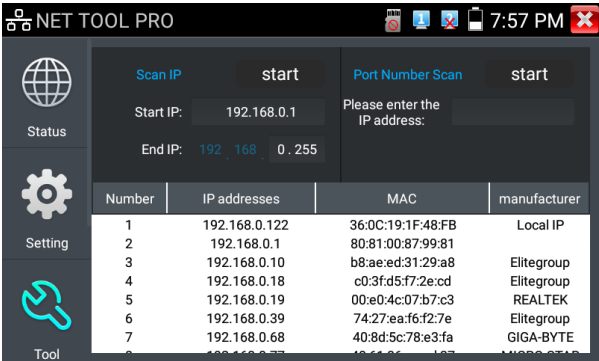 NET TOOL PRO 1 2 7:57 PM
Status
Setting
Tool
Scan IP start
Start IP: 192.168.0.1
End IP: 192 . 168 . 0 . 255
Port Number Scan start
Please enter the
IP address:
Number IP addresses MAC manufacturer
1 192.168.0.122 36:0C:19:1F:48:FB Local IP
2 192.168.0.1 80:81:00:87:99:81
3 192.168.0.10 b8:ae:ed:31:29:a8 Elitegroup
4 192.168.0.18 c0:3f:d5:f7:2e:cd Elitegroup
5 192.168.0.19 00:e0:4c:07:b7:c3 REALTEK
6 192.168.0.39 74:27:ea:f6:f2:7e Elitegroup
7 192.168.0.68 40:8d:5c:78:e3:fa GIGA-BYTE